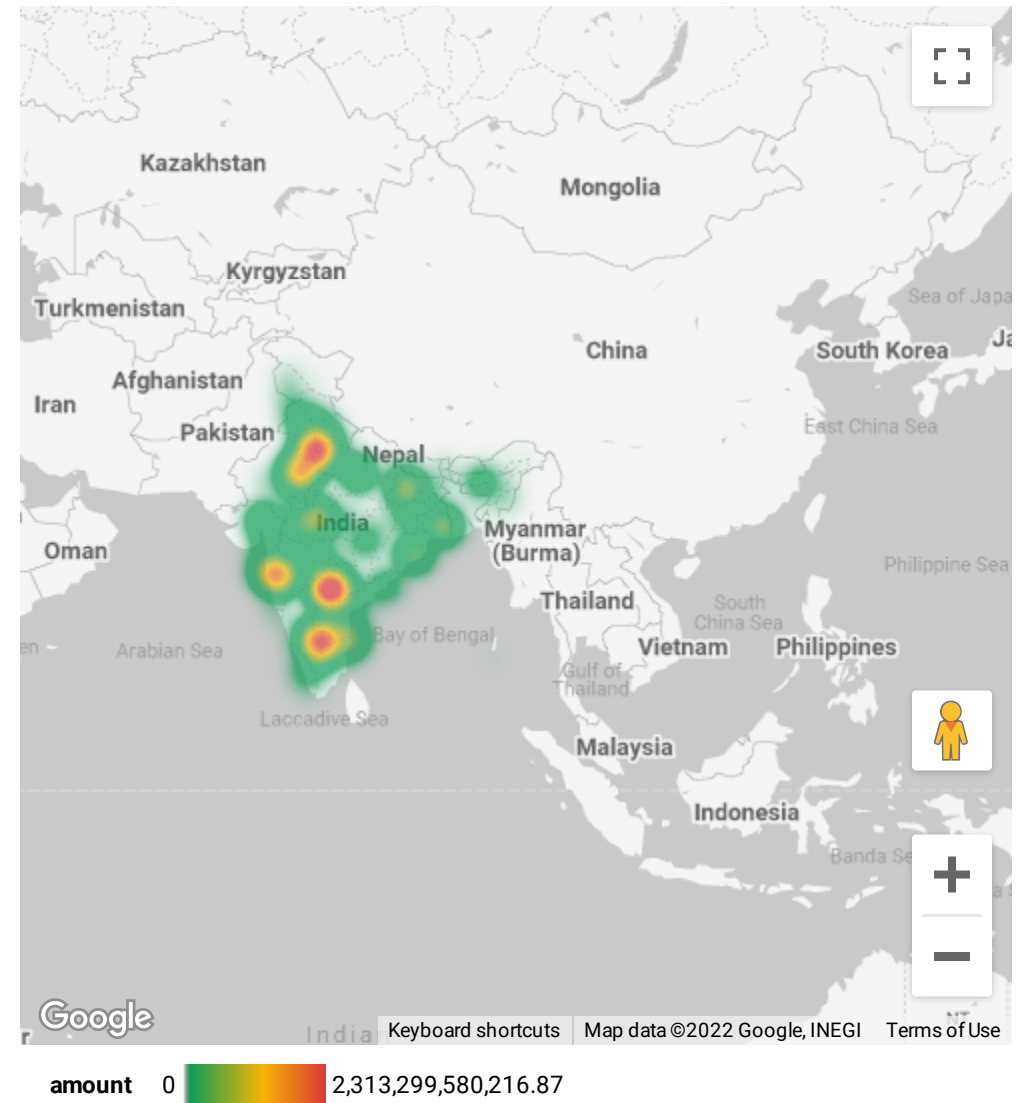 Kazakhstan
Mongolia
Kyrgyzstan
Turkmenistan
Sea of Japa
China
South Korea
Ja
Afghanistan
Iran
Pakistan
East China Sea
Nepal
India
Myanmar
(Burma)
Oman
Philippine Sea
Thailand
South
China Sea
en
Arabian Sea
Bay of Bengal
Vietnam
Philippines
Gulf of
Thailand
Laccadive Sea
Malaysia
Indonesia
Banda Se
a S
Google
NT
r
Indian
Keyboard shortcuts
Map data ©2022 Google, INEGI
Terms of Use
amount 0 2,313,299,580,216.87